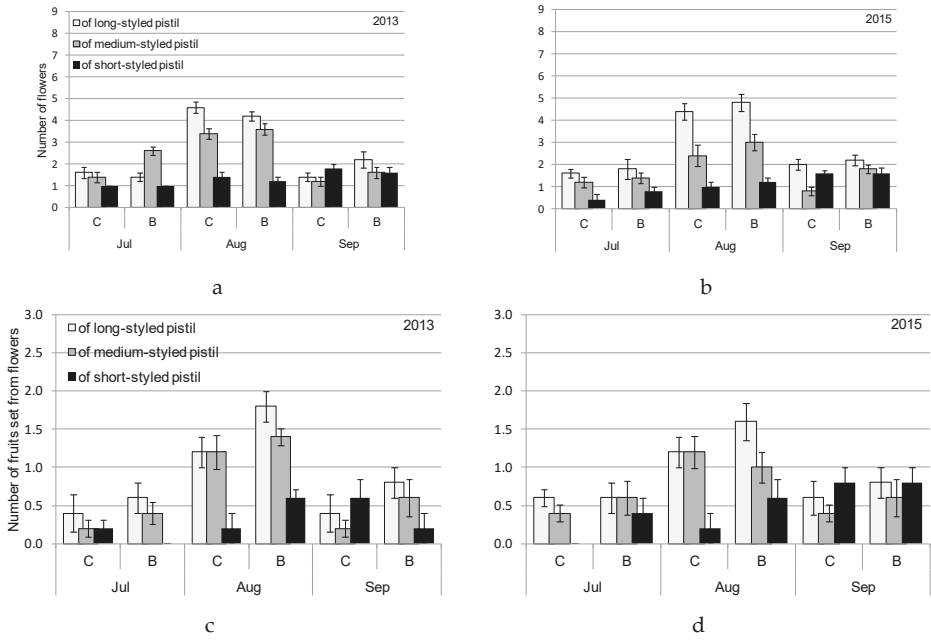 2013
of long-styled pistil
of medium-styled pistil
of short-styled pistil
Number of flowers
9
8
7
6
5
4
3
2
1
0
C B C B C B
Jul Aug Sep
a
2015
9
8
7
6
5
4
3
2
1
0
C B C B C B
Jul Aug Sep
b
2013
of long-styled pistil
of medium-styled pistil
of short-styled pistil
Number of fruits set from flowers
3.0
2.5
2.0
1.5
1.0
0.5
0.0
C B C B C B
Jul Aug Sep
c
2015
3.0
2.5
2.0
1.5
1.0
0.5
0.0
C B C B C B
Jul Aug Sep
d